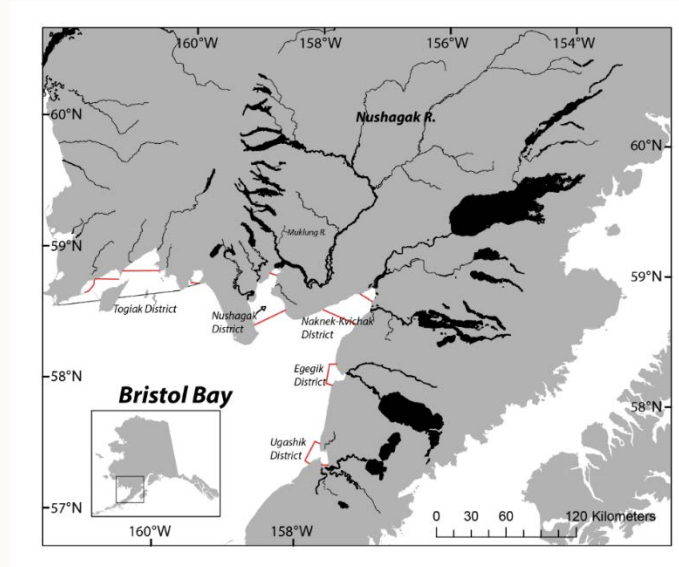 160°W 158°W 156°W 154°W
60°N
Nushagak R.
60°N
Muklung R.
59°N
59°N
Togiak District
Nushagak
District
Naknek-Kvichak
District
Egegik
District
58°N
58°N
Bristol Bay
Ugashik
District
57°N
0 30 60 120 Kilometers
160°W 158°W